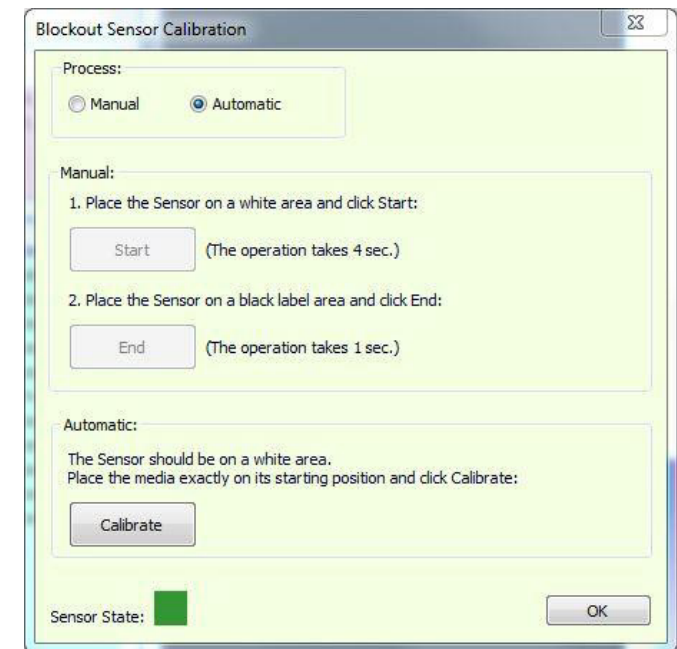 Blockout Sensor Calibration
Process:
Manual Automatic
Manual:
1. Place the Sensor on a white area and click Start:
Start (The operation takes 4 sec.)
2. Place the Sensor on a black label area and click End:
End (The operation takes 1 sec.)
Automatic:
The Sensor should be on a white area.
Place the media exactly on its starting position and click Calibrate:
Calibrate
Sensor State: OK